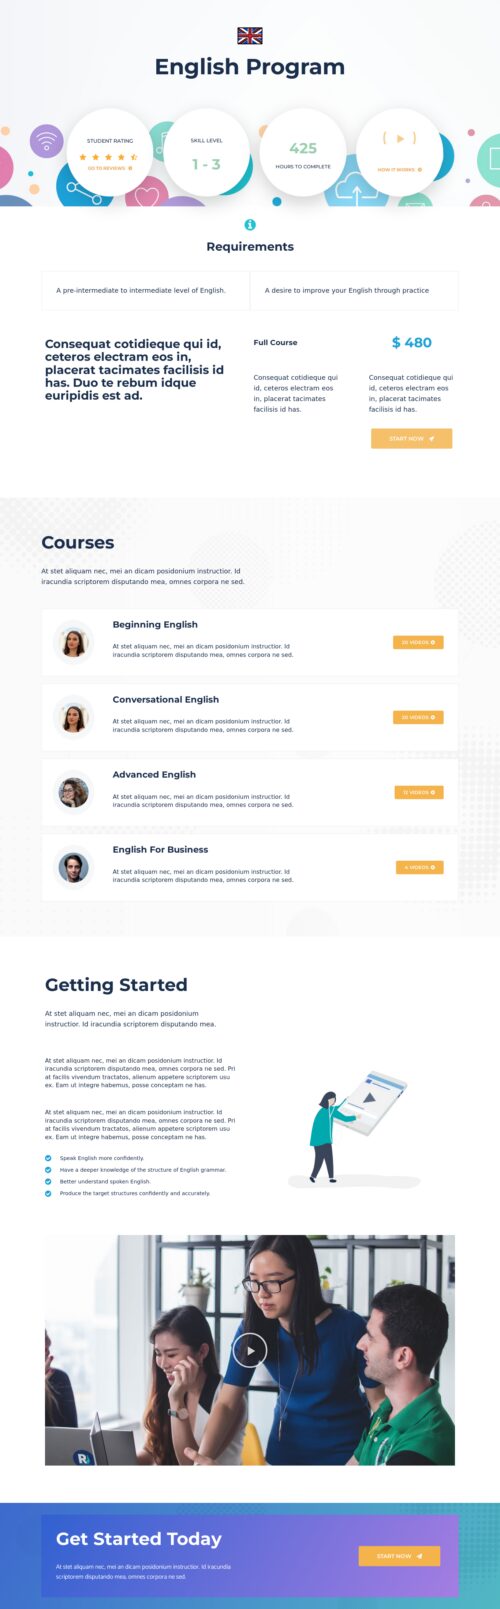 English Program
STUDENT RATING
GO TO REVIEWS
SKILL LEVEL
1 - 3
425
HOURS TO COMPLETE
HOW IT WORKS
Requirements
A pre-intermediate to intermediate level of English.
A desire to improve your English through practice
Consequat cotidieque qui id,
ceteros electram eos in,
placerat tacimates facilisis id
has. Duo te rebum idque
euripidis est ad.
Full Course
Consequat cotidieque qui
id, ceteros electram eos
in, placerat tacimates
facilisis id has.
$ 480
Consequat cotidieque qui
id, ceteros electram eos
in, placerat tacimates
facilisis id has.
START NOW
Courses
At stet aliquam nec, mei an dicam posidonium instructior. Id
iracundia scriptorem disputando mea, omnes corpora ne sed.
Beginning English
At stet aliquam nec, mei an dicam posidonium instructior. Id
iracundia scriptorem disputando mea, omnes corpora ne sed.
20 VIDEOS
Conversational English
At stet aliquam nec, mei an dicam posidonium instructior. Id
iracundia scriptorem disputando mea, omnes corpora ne sed.
20 VIDEOS
Advanced English
At stet aliquam nec, mei an dicam posidonium instructior. Id
iracundia scriptorem disputando mea, omnes corpora ne sed.
12 VIDEOS
English For Business
At stet aliquam nec, mei an dicam posidonium instructior. Id
iracundia scriptorem disputando mea, omnes corpora ne sed.
4 VIDEOS
Getting Started
At stet aliquam nec, mei an dicam posidonium
instructior. Id iracundia scriptorem disputando mea.
At stet aliquam nec, mei an dicam posidonium instructior. Id
iracundia scriptorem disputando mea, omnes corpora ne sed. Pri
at facilis vivendum tractatos, alienum appetere scriptorem usu
ex. Eam ut integre habemus, posse conceptam ne has.
At stet aliquam nec, mei an dicam posidonium instructior. Id
iracundia scriptorem disputando mea, omnes corpora ne sed. Pri
at facilis vivendum tractatos, alienum appetere scriptorem usu
ex. Eam ut integre habemus, posse conceptam ne has.
Speak English more confidently.
Have a deeper knowledge of the structure of English grammar.
Better understand spoken English.
Produce the target structures confidently and accurately.
R
Get Started Today
At stet aliquam nec, mei an dicam posidonium instructior. Id iracundia
scriptorem disputando mea, omnes corpora ne sed.
START NOW